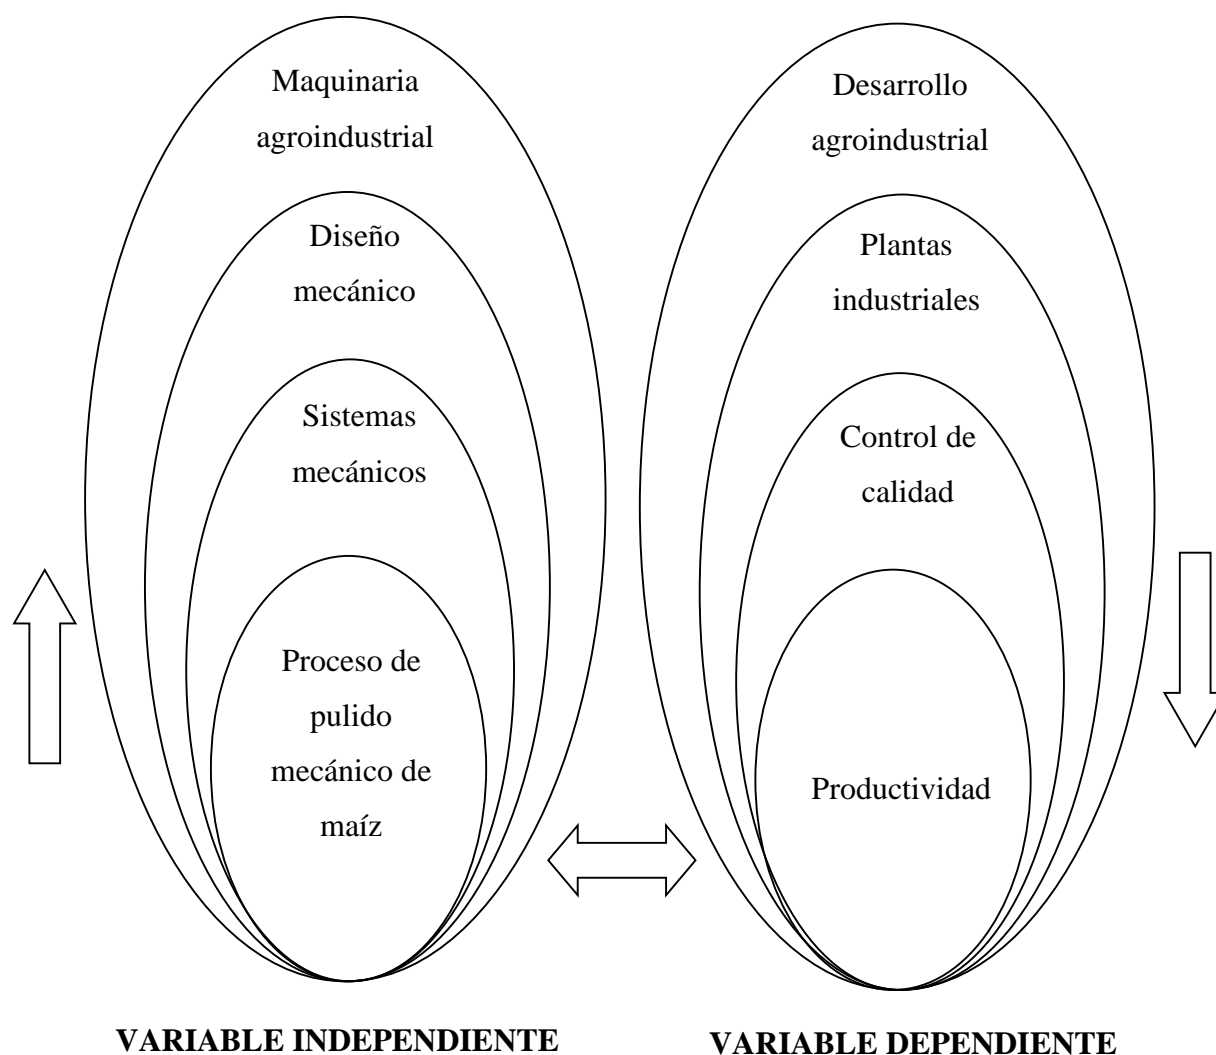 Maquinaria
agroindustrial
Diseño
mecánico
Sistemas
mecánicos
Proceso de
pulido
mecánico de
maíz
VARIABLE INDEPENDIENTE
Desarrollo
agroindustrial
Plantas
industriales
Control de
calidad
Productividad
VARIABLE DEPENDIENTE